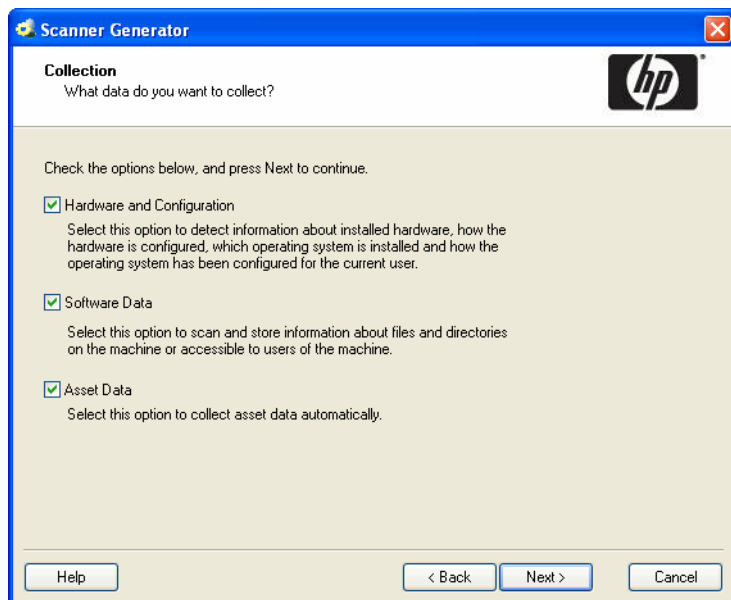 Scanner Generator
Collection
What data do you want to collect?
hp
Check the options below, and press Next to continue.
Hardware and Configuration
Select this option to detect information about installed hardware, how the
hardware is configured, which operating system is installed and how the
operating system has been configured for the current user.
Software Data
Select this option to scan and store information about files and directories
on the machine or accessible to users of the machine.
Asset Data
Select this option to collect asset data automatically.
Help
< Back
Next >
Cancel